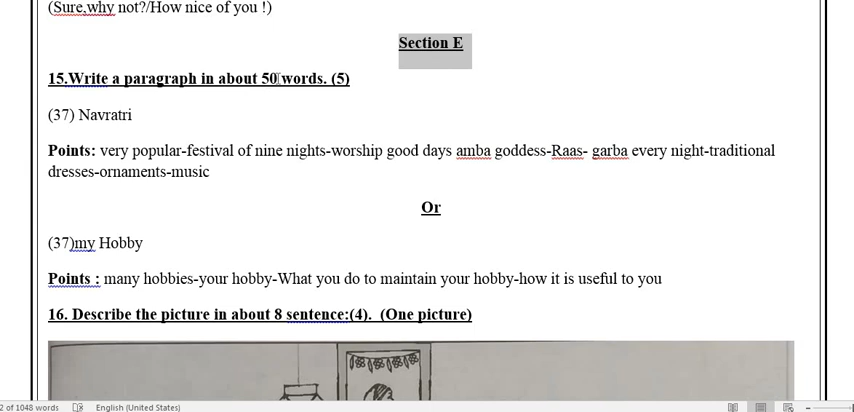 (Sure,why not?/How nice of you !)
Section E
15.Write a paragraph in about 50 words. (5)
(37) Navratri
Points: very popular-festival of nine nights-worship good days amba goddess-Raas- garba every night-traditional
dresses-ornaments-music
Or
(37)my Hobby
Points : many hobbies-your hobby-What you do to maintain your hobby-how it is useful to you
16. Describe the picture in about 8 sentence:(4).  (One picture)
2 of 1048 words English (United States)